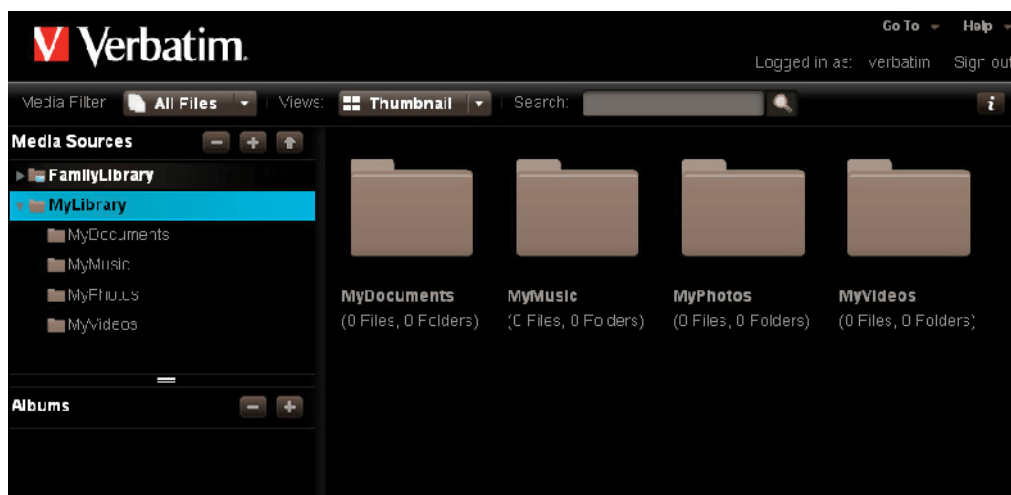 Verbatim.
Go To Help
Logged in as: verbatim Sign out
Media Filter All Files Views: Thumbnail Search: i
Media Sources
FamilyLibrary
MyLibrary
MyDocuments
MyMusic
MyPhotos
MyVideos
MyDocuments MyMusic MyPhotos MyVideos
(0 Files, 0 Folders) (0 Files, 0 Folders) (0 Files, 0 Folders) (0 Files, 0 Folders)
Albums